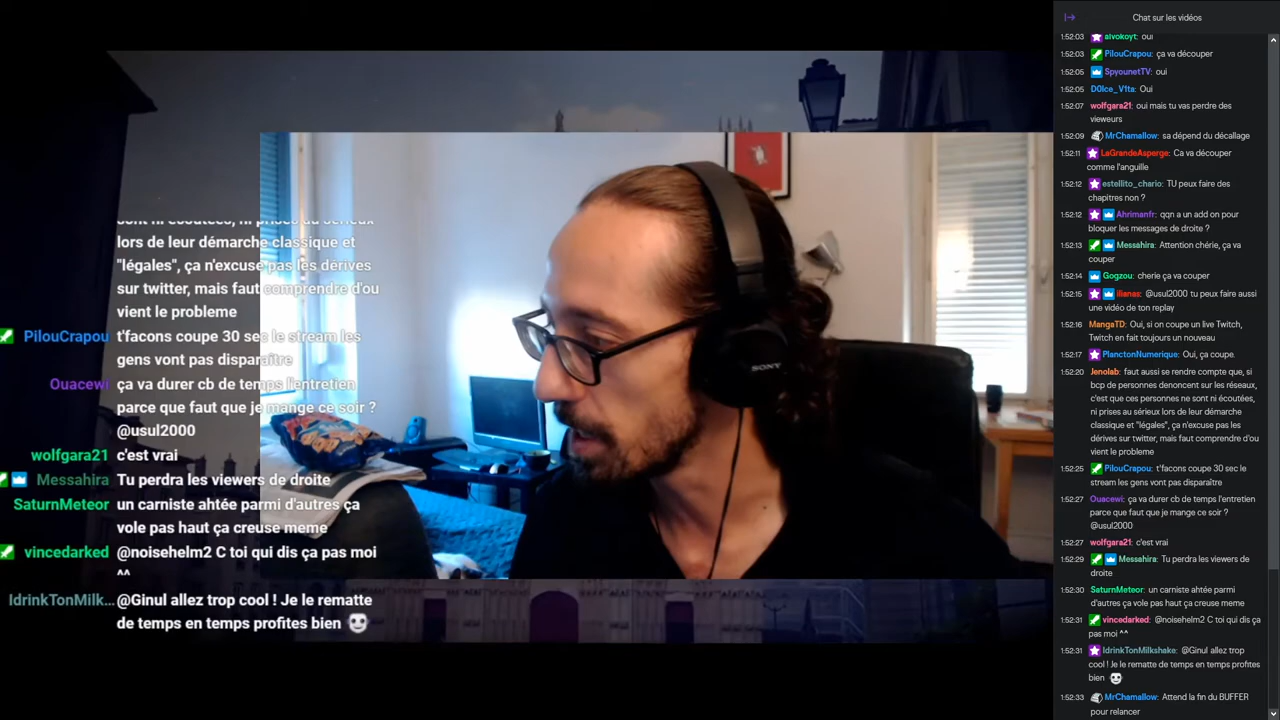 sont ni écoutées, ni prises au sérieux
lors de leur démarche classique et
"légales", ça n'excuse pas les dérives
sur twitter, mais faut comprendre d'ou
vient le probleme
PilouCrapou t'facons coupe 30 sec le stream les
gens vont pas disparaître
Ouacewi ça va durer cb de temps l'entretien
parce que faut que je mange ce soir ?
@usul2000
wolfgara21 c'est vrai
Messahira Tu perdra les viewers de droite
SaturnMeteor un carniste ahtée parmi d'autres ça
vole pas haut ça creuse meme
vincedarked @noisehelm2 C toi qui dis ça pas moi
^^
IdrinkTonMilk... @Ginul allez trop cool ! Je le rematte
de temps en temps profites bien
SONY
Chat sur les vidéos
1:52:03 alvokoyt: oui
1:52:03 PilouCrapou: ça va découper
1:52:05 SpyounetTV: oui
1:52:05 D0lce_V1ta: Oui
1:52:07 wolfgara21: oui mais tu vas perdre des
vieweurs
1:52:09 MrChamallow: sa dépend du décallage
1:52:11 LaGrandeAsperge: Ca va découper
comme l'anguille
1:52:12 estellito_chario: TU peux faire des
chapitres non ?
1:52:12 Ahrimanfr: qqn a un add on pour
bloquer les messages de droite ?
1:52:13 Messahira: Attention chérie, ça va
couper
1:52:14 Gogzou: cherie ça va couper
1:52:15 ilianas: @usul2000 tu peux faire aussi
une vidéo de ton replay
1:52:16 MangaTD: Oui, si on coupe un live Twitch,
Twitch en fait toujours un nouveau
1:52:17 PlanctonNumerique: Oui, ça coupe.
1:52:20 Jenolab: faut aussi se rendre compte que, si
bcp de personnes denoncent sur les réseaux,
c'est que ces personnes ne sont ni écoutées,
ni prises au sérieux lors de leur démarche
classique et "légales", ça n'excuse pas les
dérives sur twitter, mais faut comprendre d'ou
vient le probleme
1:52:25 PilouCrapou: t'facons coupe 30 sec le
stream les gens vont pas disparaître
1:52:27 Ouacewi: ça va durer cb de temps l'entretien
parce que faut que je mange ce soir ?
@usul2000
1:52:27 wolfgara21: c'est vrai
1:52:29 Messahira: Tu perdra les viewers de
droite
1:52:30 SaturnMeteor: un carniste ahtée parmi
d'autres ça vole pas haut ça creuse meme
1:52:31 vincedarked: @noisehelm2 C toi qui dis ça
pas moi ^^
1:52:31 IdrinkTonMilkshake: @Ginul allez trop
cool ! Je le rematte de temps en temps profites
bien
1:52:33 MrChamallow: Attend la fin du BUFFER
pour relancer